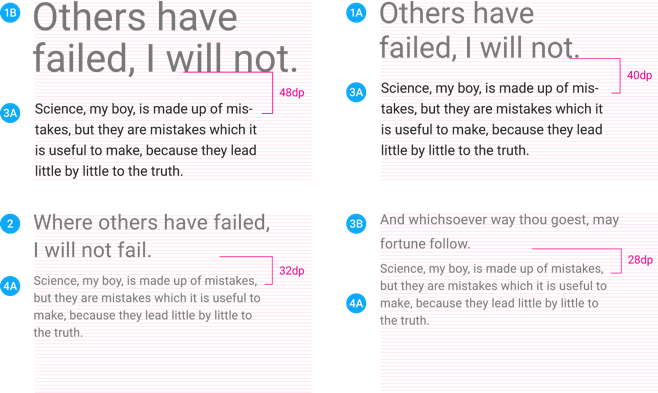 1B
Others have
failed, I will not.
48dp
3A
Science, my boy, is made up of mis-
takes, but they are mistakes which it
is useful to make, because they lead
little by little to the truth.
1A
Others have
failed, I will not.
40dp
3A
Science, my boy, is made up of mis-
takes, but they are mistakes which it
is useful to make, because they lead
little by little to the truth.
2
Where others have failed,
I will not fail.
32dp
4A
Science, my boy, is made up of mistakes,
but they are mistakes which it is useful to
make, because they lead little by little to
the truth.
3B
And whichsoever way thou goest, may
fortune follow.
28dp
4A
Science, my boy, is made up of mistakes,
but they are mistakes which it is useful to
make, because they lead little by little to
the truth.